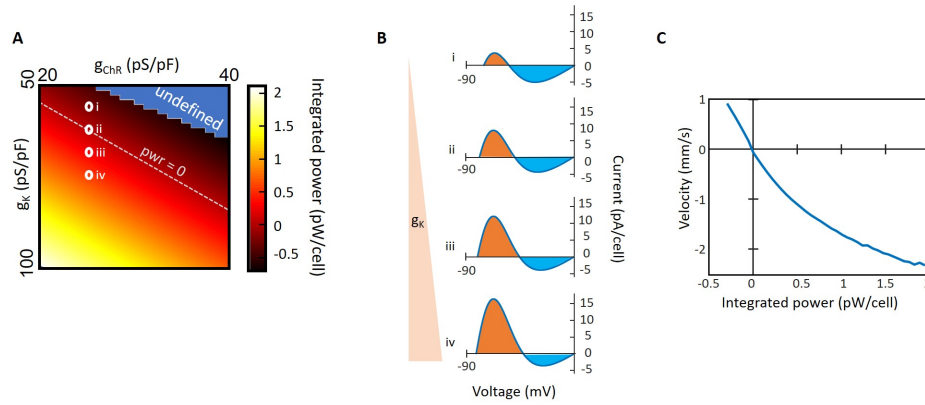 A
g_ChR (pS/pF)
20
40
50
g_K (pS/pF)
100
undefined
pwr = 0
i
ii
iii
iv
2
1.5
1
0.5
0
-0.5
Integrated power (pW/cell)
B
g_K
i
-90
15
10
5
0
-5
ii
-90
15
10
5
0
-5
iii
-90
15
10
5
0
-5
iv
-90
15
10
5
0
-5
Current (pA/cell)
Voltage (mV)
C
Velocity (mm/s)
1
0
-1
-2
-0.5
0
0.5
1
1.5
2
Integrated power (pW/cell)